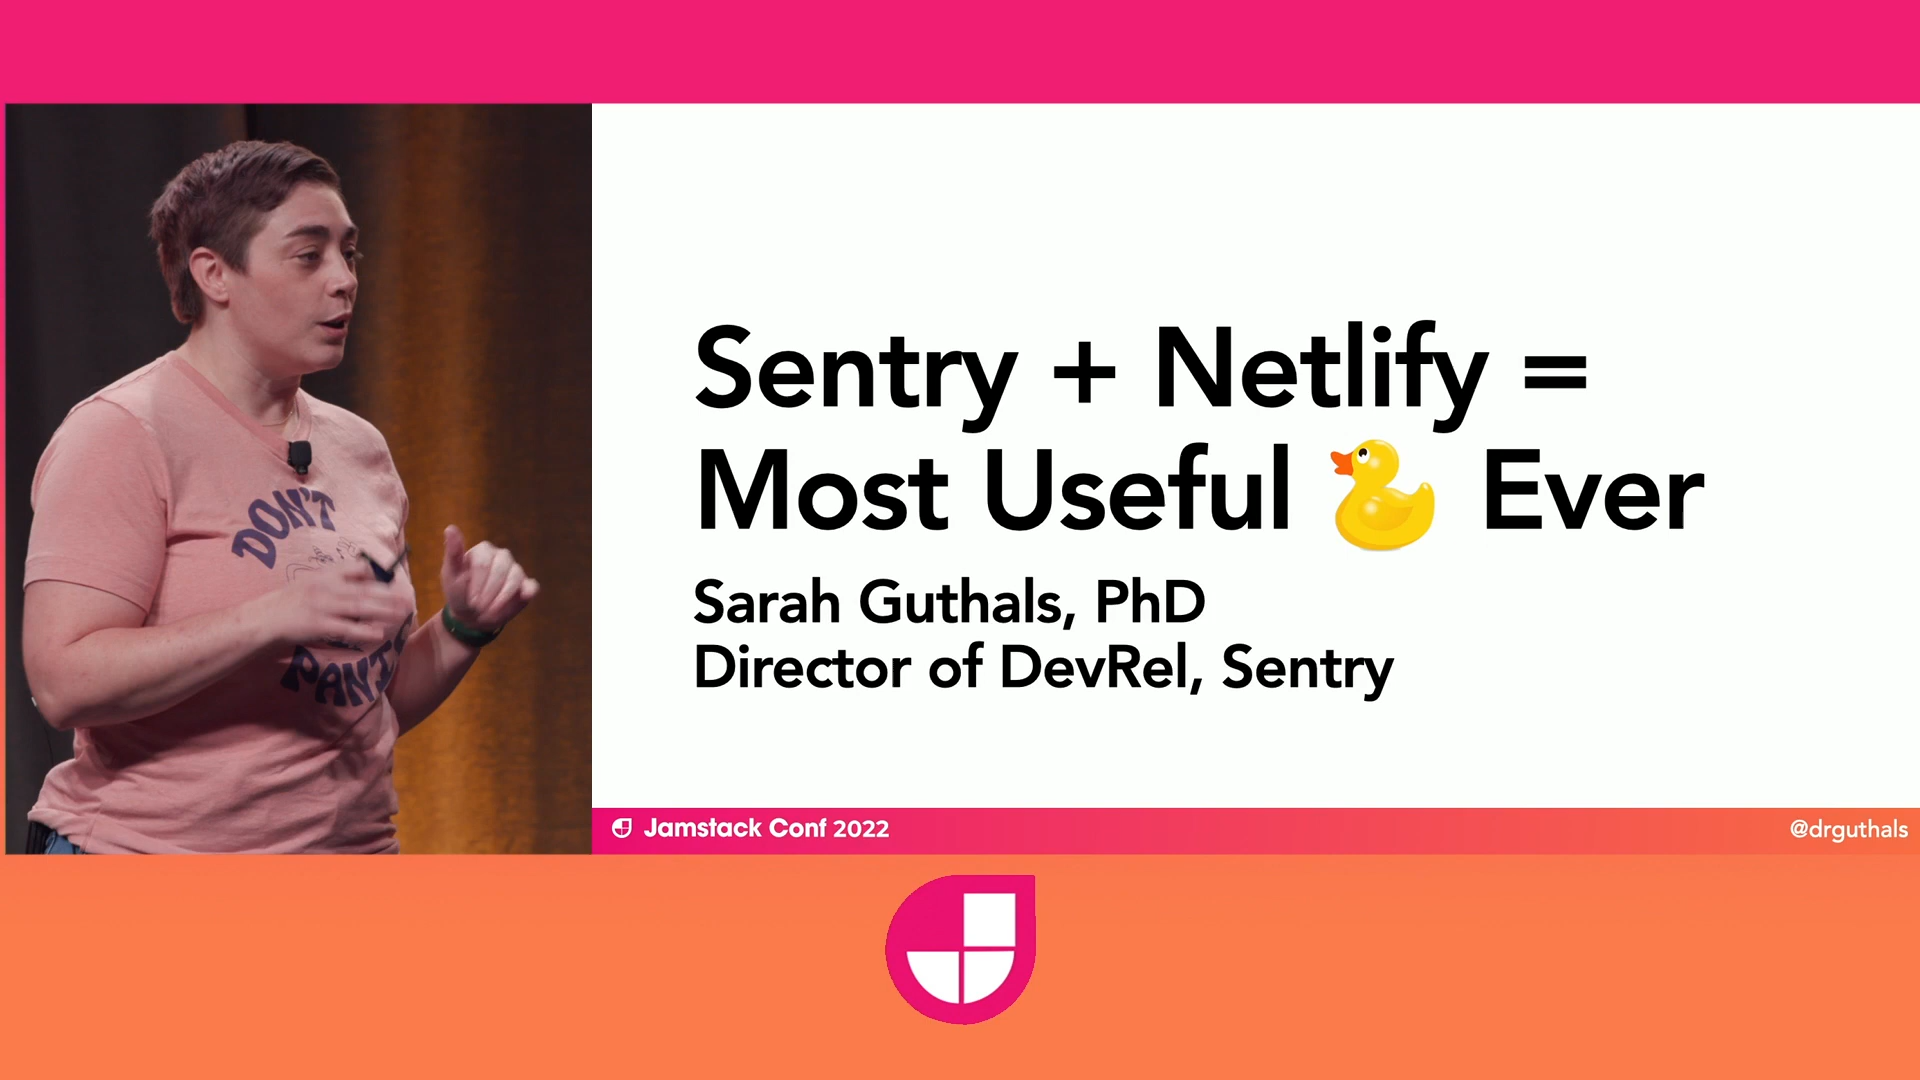 DON'T
PANIC
Sentry + Netlify =
Most Useful 🦆 Ever
Sarah Guthals, PhD
Director of DevRel, Sentry
Jamstack Conf 2022
@drguthals